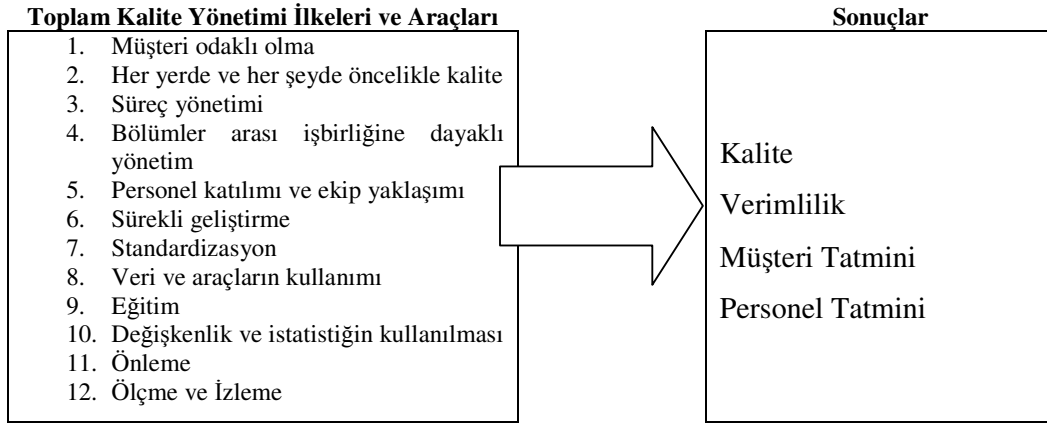 Toplam Kalite Yönetimi İlkeleri ve Araçları
1. Müşteri odaklı olma
2. Her yerde ve her şeyde öncelikle kalite
3. Süreç yönetimi
4. Bölümler arası işbirliğine dayaklı
yönetim
5. Personel katılımı ve ekip yaklaşımı
6. Sürekli geliştirme
7. Standardizasyon
8. Veri ve araçların kullanımı
9. Eğitim
10. Değişkenlik ve istatistiğin kullanılması
11. Önleme
12. Ölçme ve İzleme
Sonuçlar
Kalite
Verimlilik
Müşteri Tatmini
Personel Tatmini